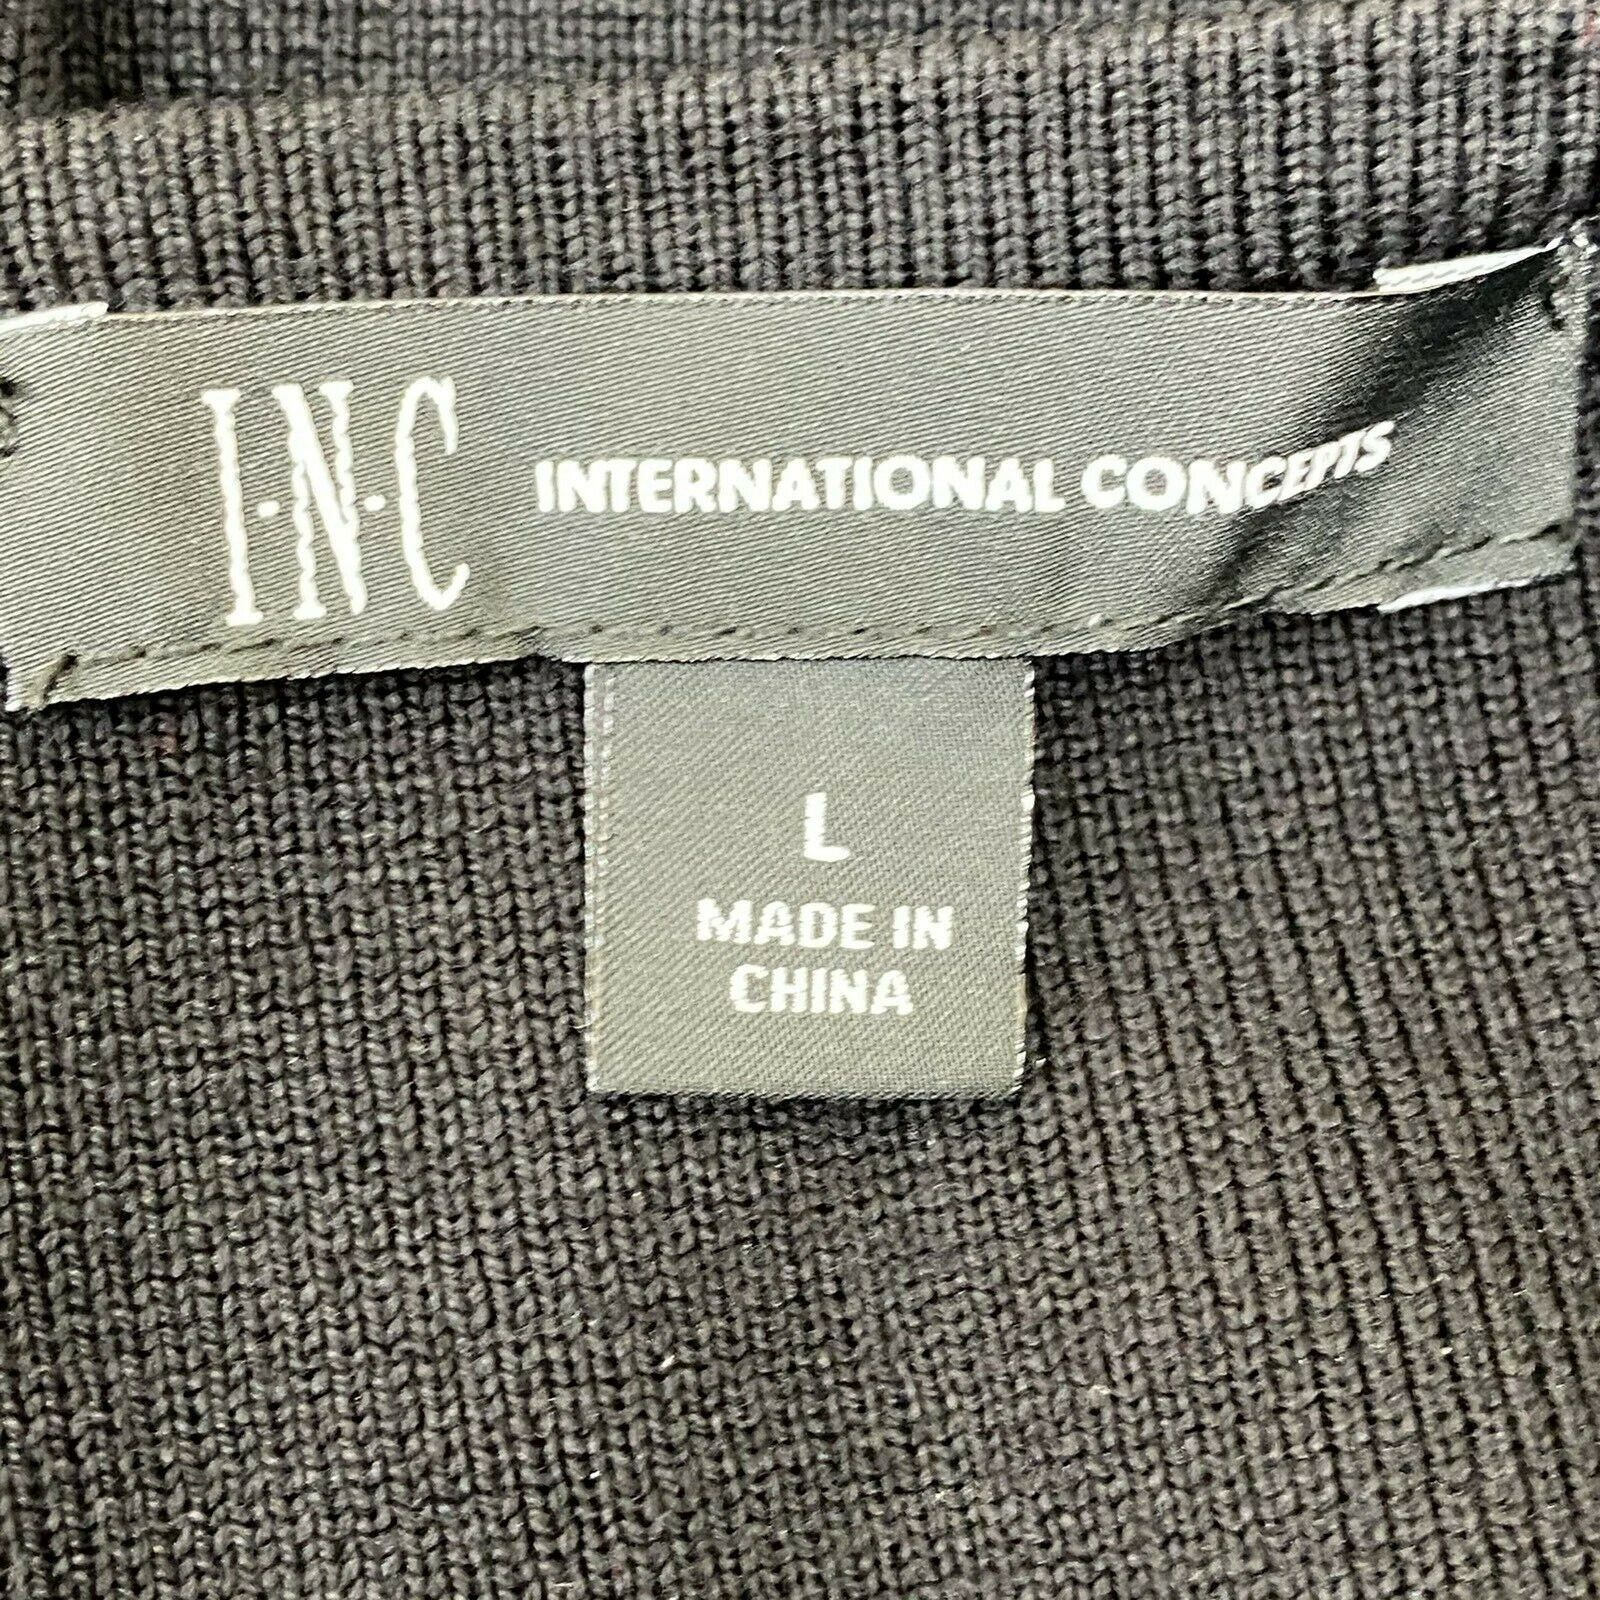 I·N·C INTERNATIONAL CONCEPTS
L
MADE IN
CHINA